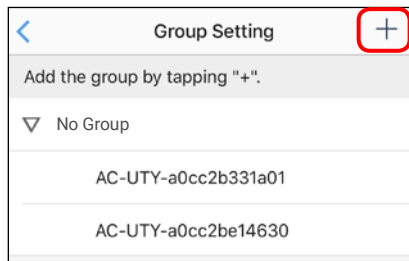 Group Setting
Add the group by tapping "+".
No Group
AC-UTY-a0cc2b331a01
AC-UTY-a0cc2be14630